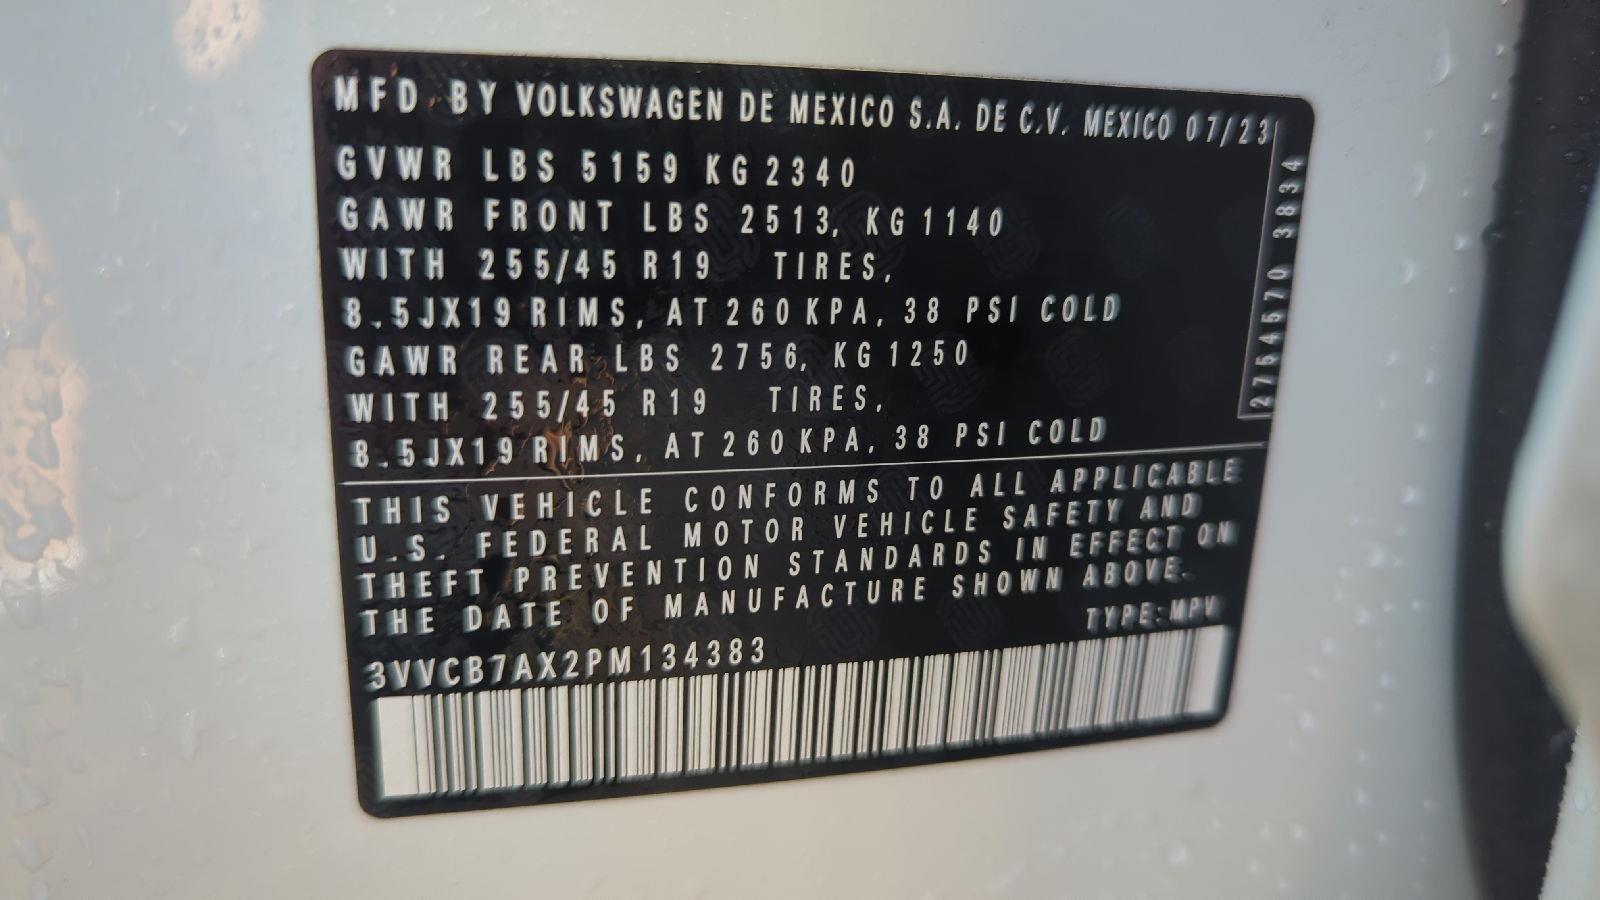 MFD BY VOLKSWAGEN DE MEXICO S.A. DE C.V. MEXICO 07/23
GVWR LBS 5159 KG 2340
GAWR FRONT LBS 2513, KG 1140
WITH 255/45 R19 TIRES,
8.5JX19 RIMS, AT 260 KPA, 38 PSI COLD
GAWR REAR LBS 2756, KG 1250
WITH 255/45 R19 TIRES,
8.5JX19 RIMS, AT 260 KPA, 38 PSI COLD
2754570 3834
THIS VEHICLE CONFORMS TO ALL APPLICABLE
U.S. FEDERAL MOTOR VEHICLE SAFETY AND
THEFT PREVENTION STANDARDS IN EFFECT ON
THE DATE OF MANUFACTURE SHOWN ABOVE.
TYPE:MPV
3VVCB7AX2PM134383